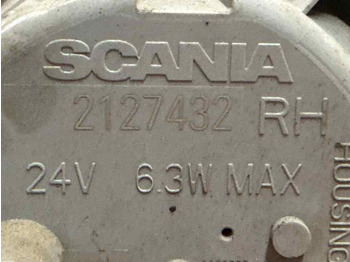 SCANIA
2127432 RH
24V 6.3W MAX
HOUSING